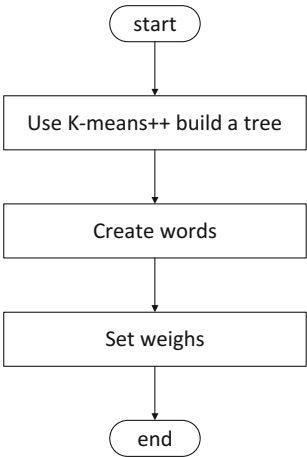 start
Use K-means++ build a tree
Create words
Set weighs
end